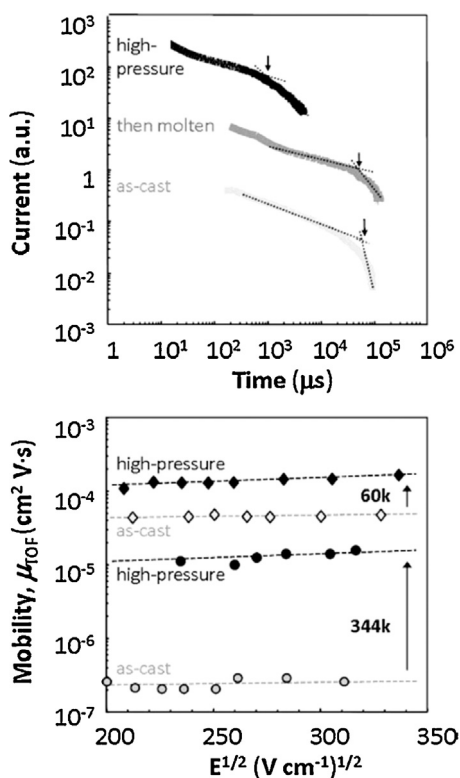 10³
10²
10¹
1
10⁻¹
10⁻²
10⁻³
Current (a.u.)
high-
pressure
then molten
as-cast
1 10¹ 10² 10³ 10⁴ 10⁵ 10⁶
Time (μs)
10⁻³
10⁻⁴
10⁻⁵
10⁻⁶
10⁻⁷
Mobility, μTOF (cm² V·s)
high-pressure
60k
as-cast
high-pressure
344k
as-cast
200 250 300 350
E¹/² (V cm⁻¹)¹/²